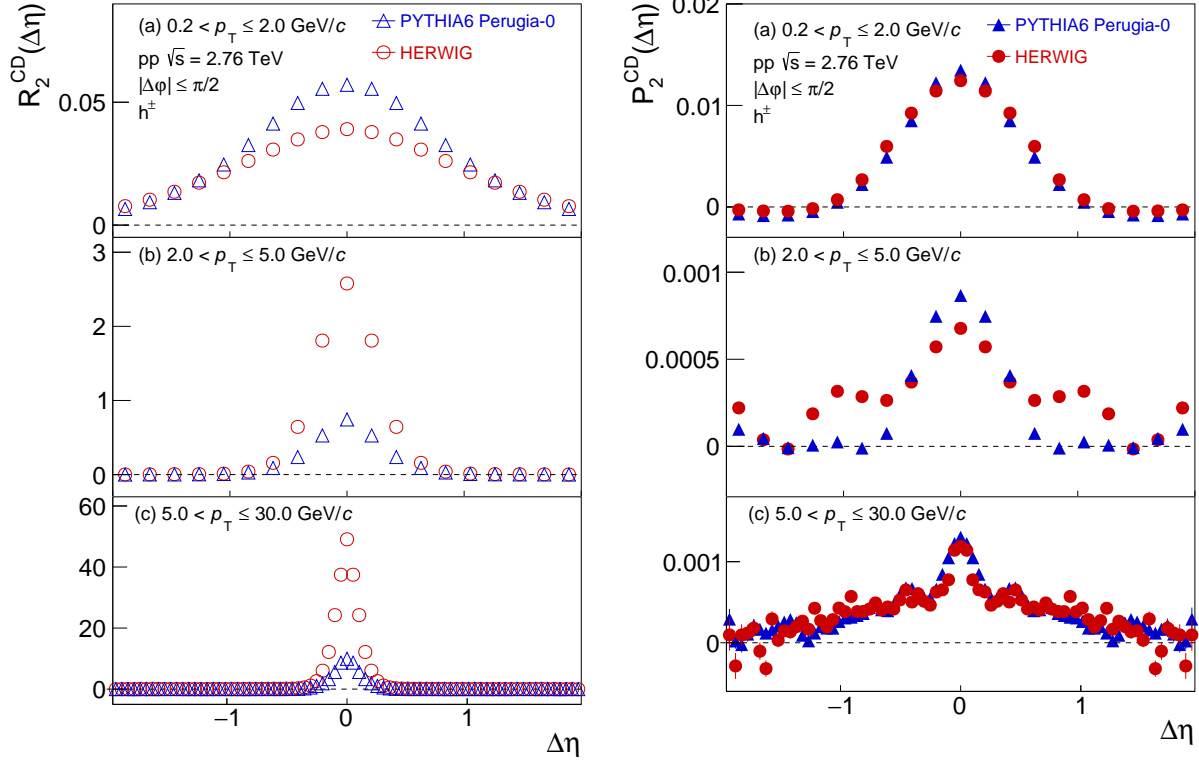 R₂^CD(Δη)
(a) 0.2 < p_T ≤ 2.0 GeV/c
pp √s = 2.76 TeV
|Δφ| ≤ π/2
h^±
PYTHIA6 Perugia-0
HERWIG
0.05
0
(b) 2.0 < p_T ≤ 5.0 GeV/c
3
2
1
0
(c) 5.0 < p_T ≤ 30.0 GeV/c
60
40
20
0
−1 0 1
Δη
P₂^CD(Δη)
(a) 0.2 < p_T ≤ 2.0 GeV/c
pp √s = 2.76 TeV
|Δφ| ≤ π/2
h^±
PYTHIA6 Perugia-0
HERWIG
0.02
0.01
0
(b) 2.0 < p_T ≤ 5.0 GeV/c
0.001
0.0005
0
(c) 5.0 < p_T ≤ 30.0 GeV/c
0.001
0
−1 0 1
Δη